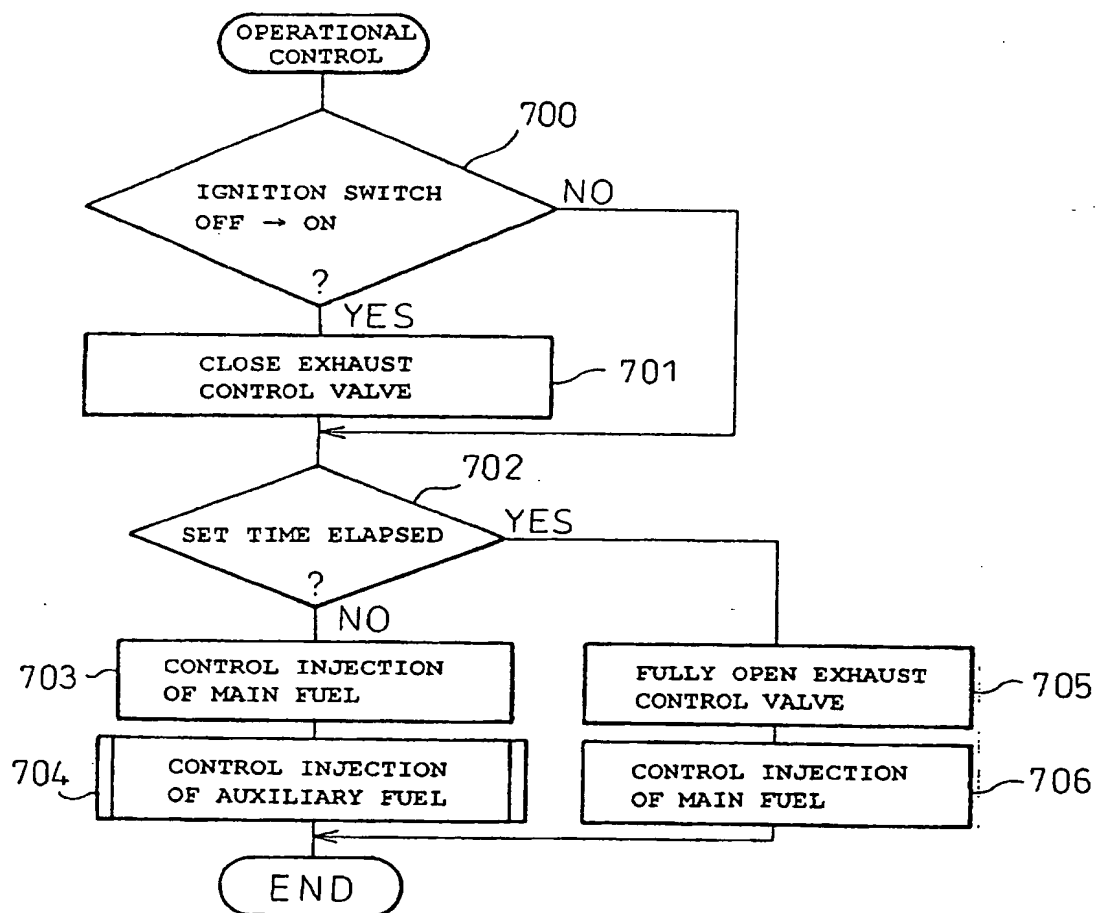 OPERATIONAL
CONTROL
700
IGNITION SWITCH
OFF → ON
?
NO
YES
CLOSE EXHAUST
CONTROL VALVE
701
702
SET TIME ELAPSED
?
YES
NO
703
CONTROL INJECTION
OF MAIN FUEL
FULLY OPEN EXHAUST
CONTROL VALVE
705
704
CONTROL INJECTION
OF AUXILIARY FUEL
CONTROL INJECTION
OF MAIN FUEL
706
END